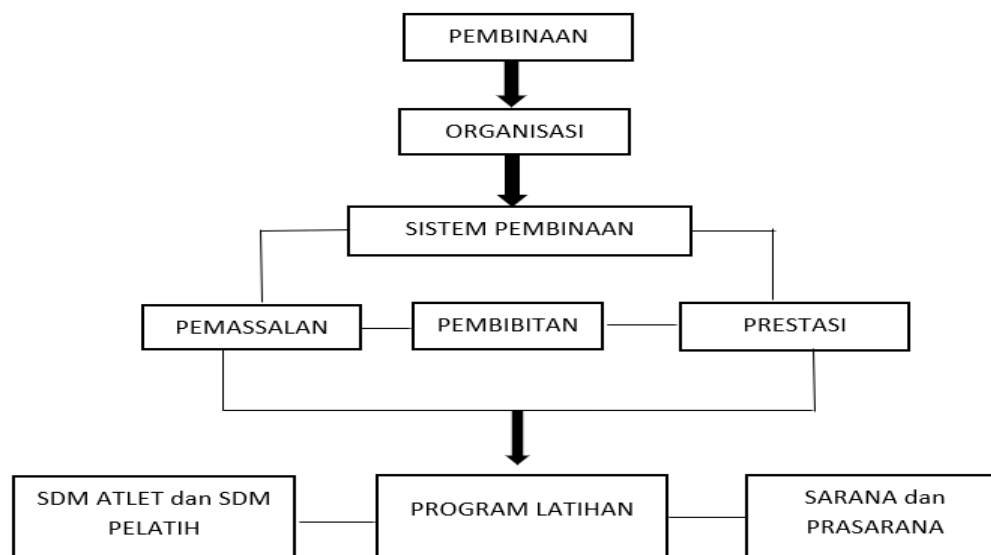 PEMBINAAN
ORGANISASI
SISTEM PEMBINAAN
PEMASSALAN
PEMBIBITAN
PRESTASI
SDM ATLET dan SDM
PELATIH
PROGRAM LATIHAN
SARANA dan
PRASARANA